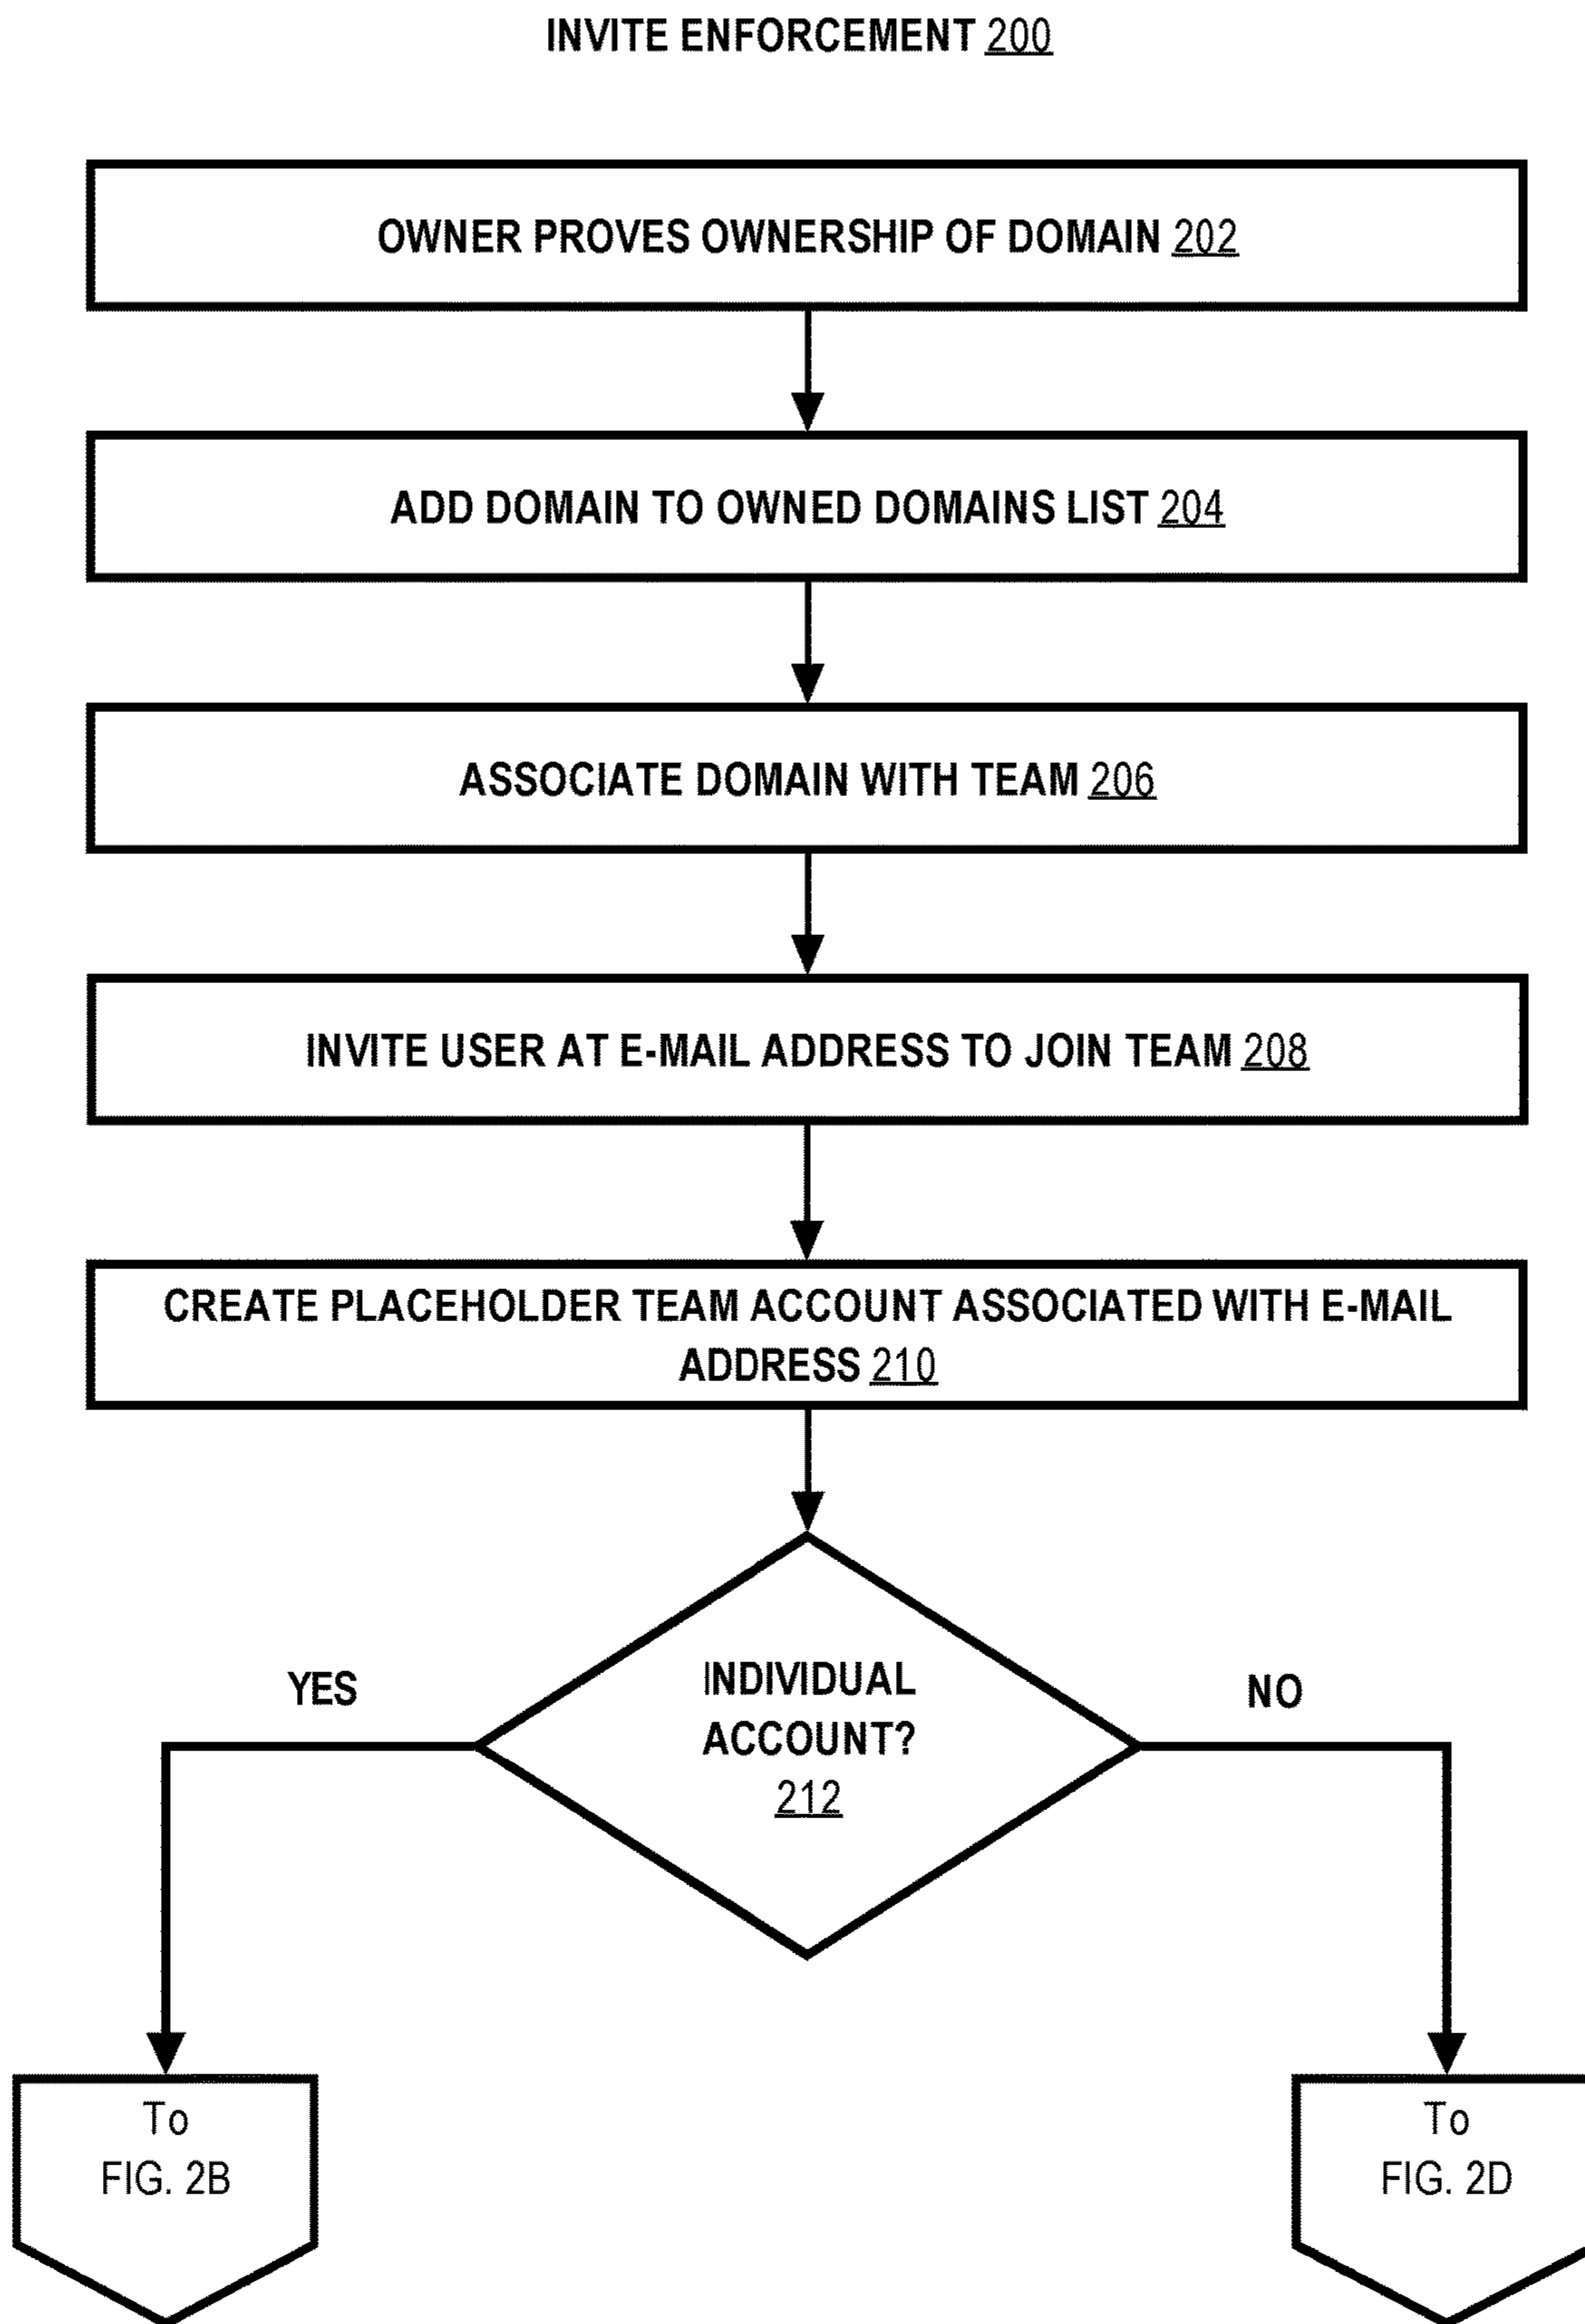 INVITE ENFORCEMENT 200
OWNER PROVES OWNERSHIP OF DOMAIN 202
ADD DOMAIN TO OWNED DOMAINS LIST 204
ASSOCIATE DOMAIN WITH TEAM 206
INVITE USER AT E-MAIL ADDRESS TO JOIN TEAM 208
CREATE PLACEHOLDER TEAM ACCOUNT ASSOCIATED WITH E-MAIL
ADDRESS 210
YES
INDIVIDUAL
ACCOUNT?
212
NO
To
FIG. 2B
To
FIG. 2D